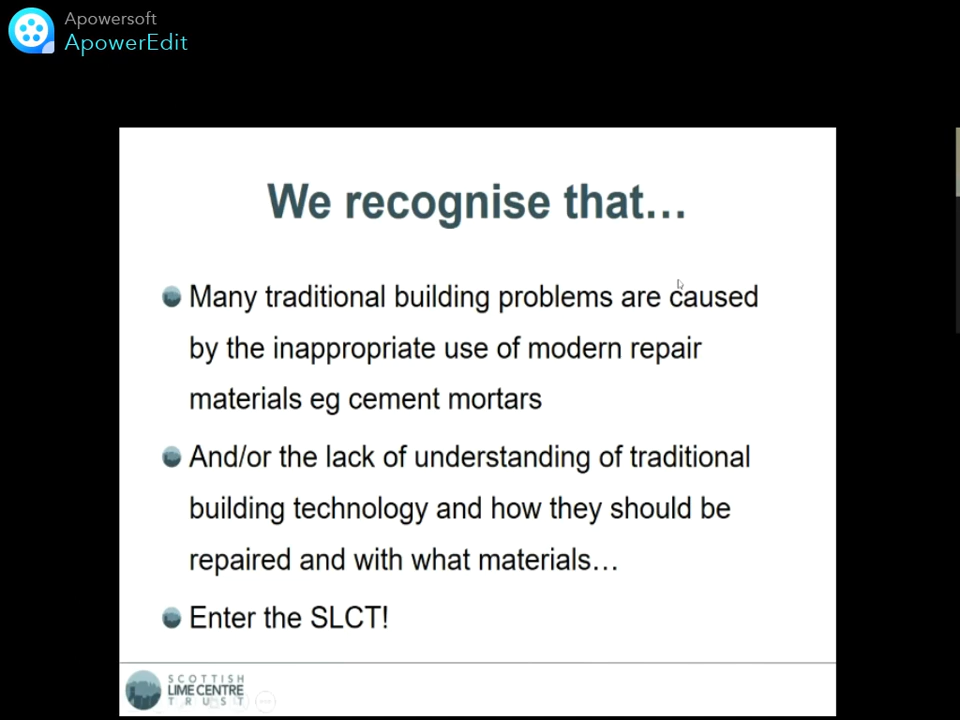 Apowersoft
ApowerEdit
We recognise that…
Many traditional building problems are caused
by the inappropriate use of modern repair
materials eg cement mortars
And/or the lack of understanding of traditional
building technology and how they should be
repaired and with what materials…
Enter the SLCT!
SCOTTISH
LIME CENTRE
TRUST